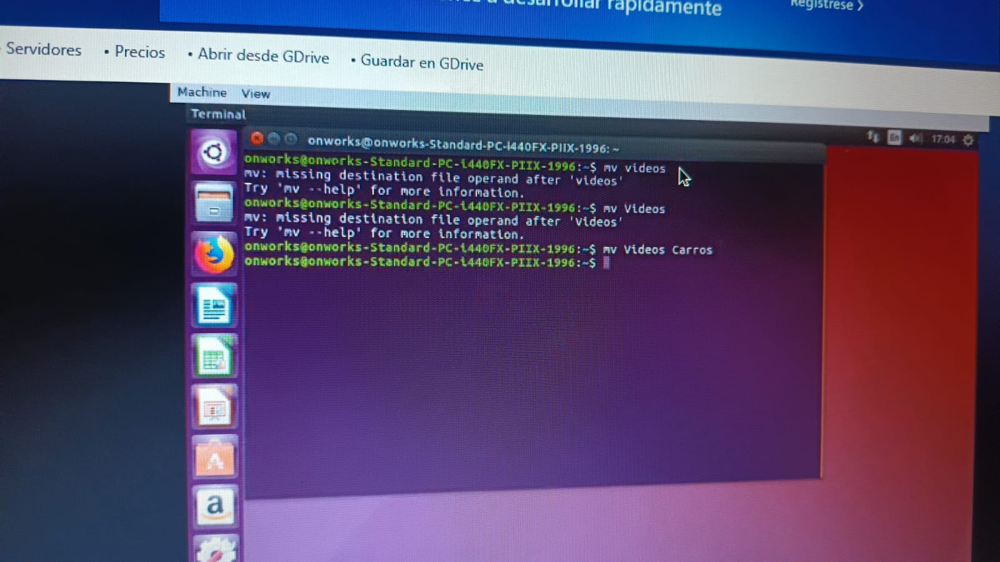 a desarrollar rápidamente
Regístrese >
• Servidores • Precios • Abrir desde GDrive • Guardar en GDrive
Machine View
Terminal
En 17:04
onworks@onworks-Standard-PC-i440FX-PIIX-1996: ~
onworks@onworks-Standard-PC-i440FX-PIIX-1996:~$ mv videos
mv: missing destination file operand after 'videos'
Try 'mv --help' for more information.
onworks@onworks-Standard-PC-i440FX-PIIX-1996:~$ mv Videos
mv: missing destination file operand after 'Videos'
Try 'mv --help' for more information.
onworks@onworks-Standard-PC-i440FX-PIIX-1996:~$ mv Videos Carros
onworks@onworks-Standard-PC-i440FX-PIIX-1996:~$
A
a